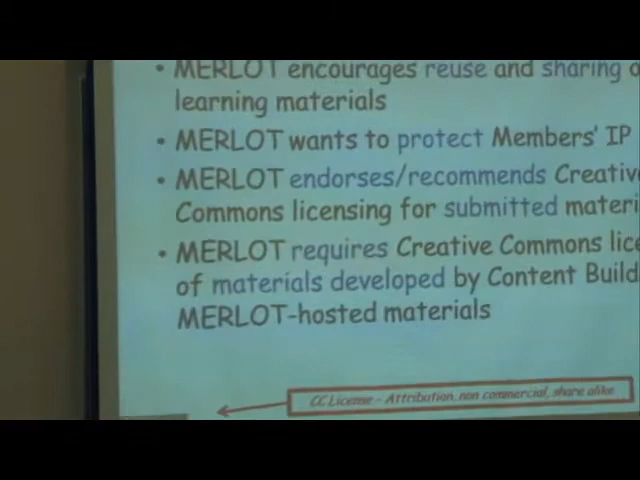 • MERLOT encourages reuse and sharing o
learning materials
• MERLOT wants to protect Members' IP
• MERLOT endorses/recommends Creative
Commons licensing for submitted materi
• MERLOT requires Creative Commons lice
of materials developed by Content Build
MERLOT-hosted materials
CC License - Attribution, non commercial, share alike